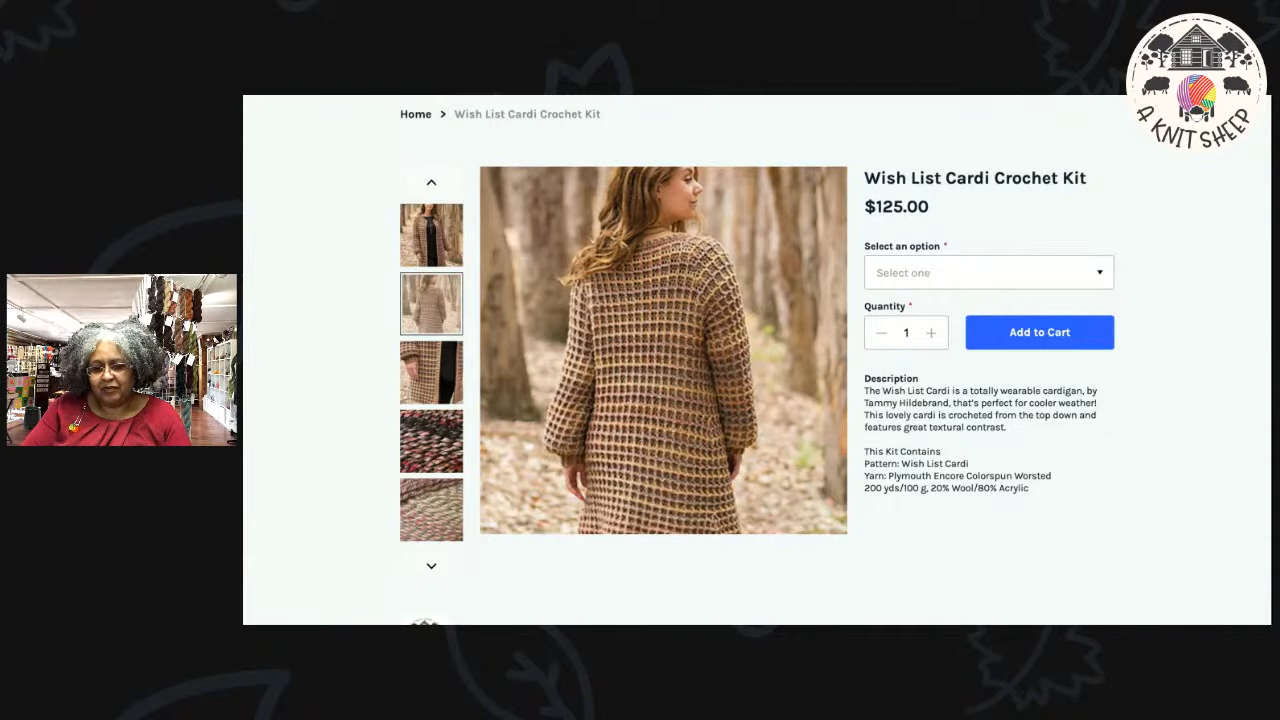 A KNIT SHEEP
Home > Wish List Cardi Crochet Kit
Wish List Cardi Crochet Kit
$125.00
Select an option *
Select one
Quantity *
1
Add to Cart
Description
The Wish List Cardi is a totally wearable cardigan, by
Tammy Hildebrand, that's perfect for cooler weather!
This lovely cardi is crocheted from the top down and
features great textural contrast.
This Kit Contains
Pattern: Wish List Cardi
Yarn: Plymouth Encore Colorspun Worsted
200 yds/100 g, 20% Wool/80% Acrylic